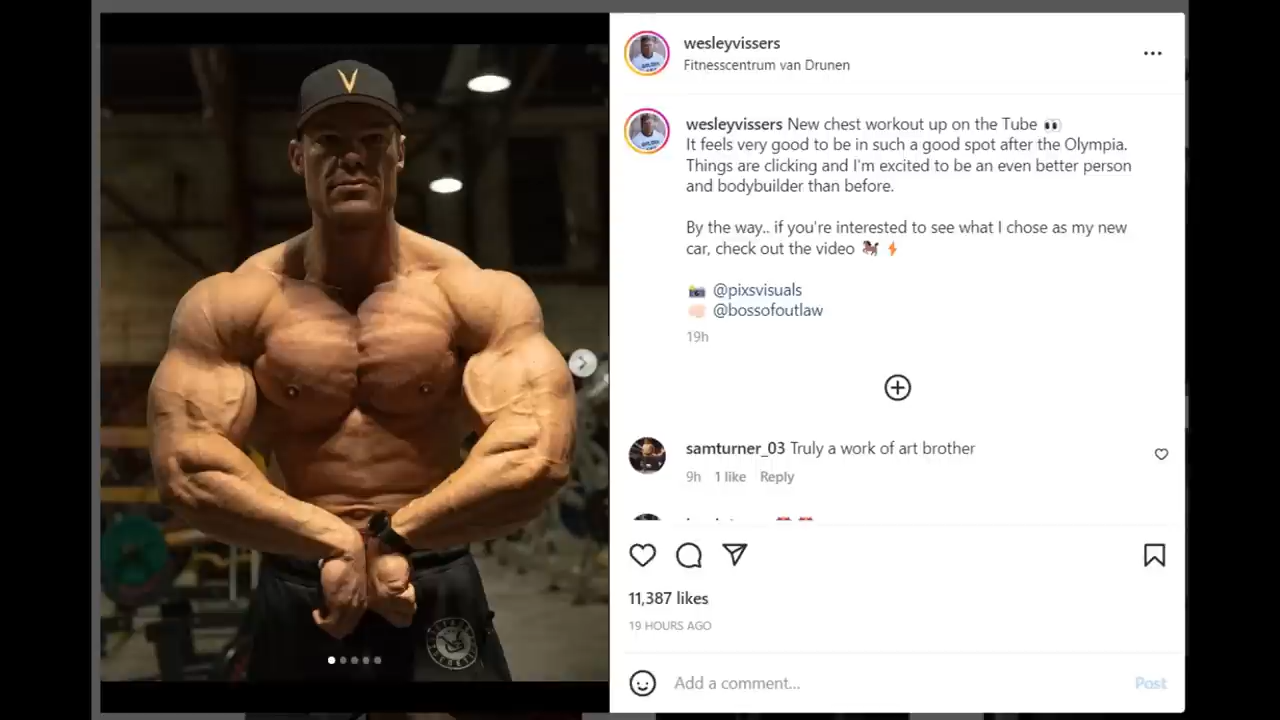 wesleyvissers
Fitnesscentrum van Drunen
wesleyvissers New chest workout up on the Tube 👀
It feels very good to be in such a good spot after the Olympia.
Things are clicking and I'm excited to be an even better person
and bodybuilder than before.
By the way.. if you're interested to see what I chose as my new
car, check out the video 🐎⚡
📸 @pixsvisuals
🧠 @bossofoutlaw
19h
samturner_03 Truly a work of art brother
9h 1 like Reply
11,387 likes
19 HOURS AGO
Add a comment... Post
V